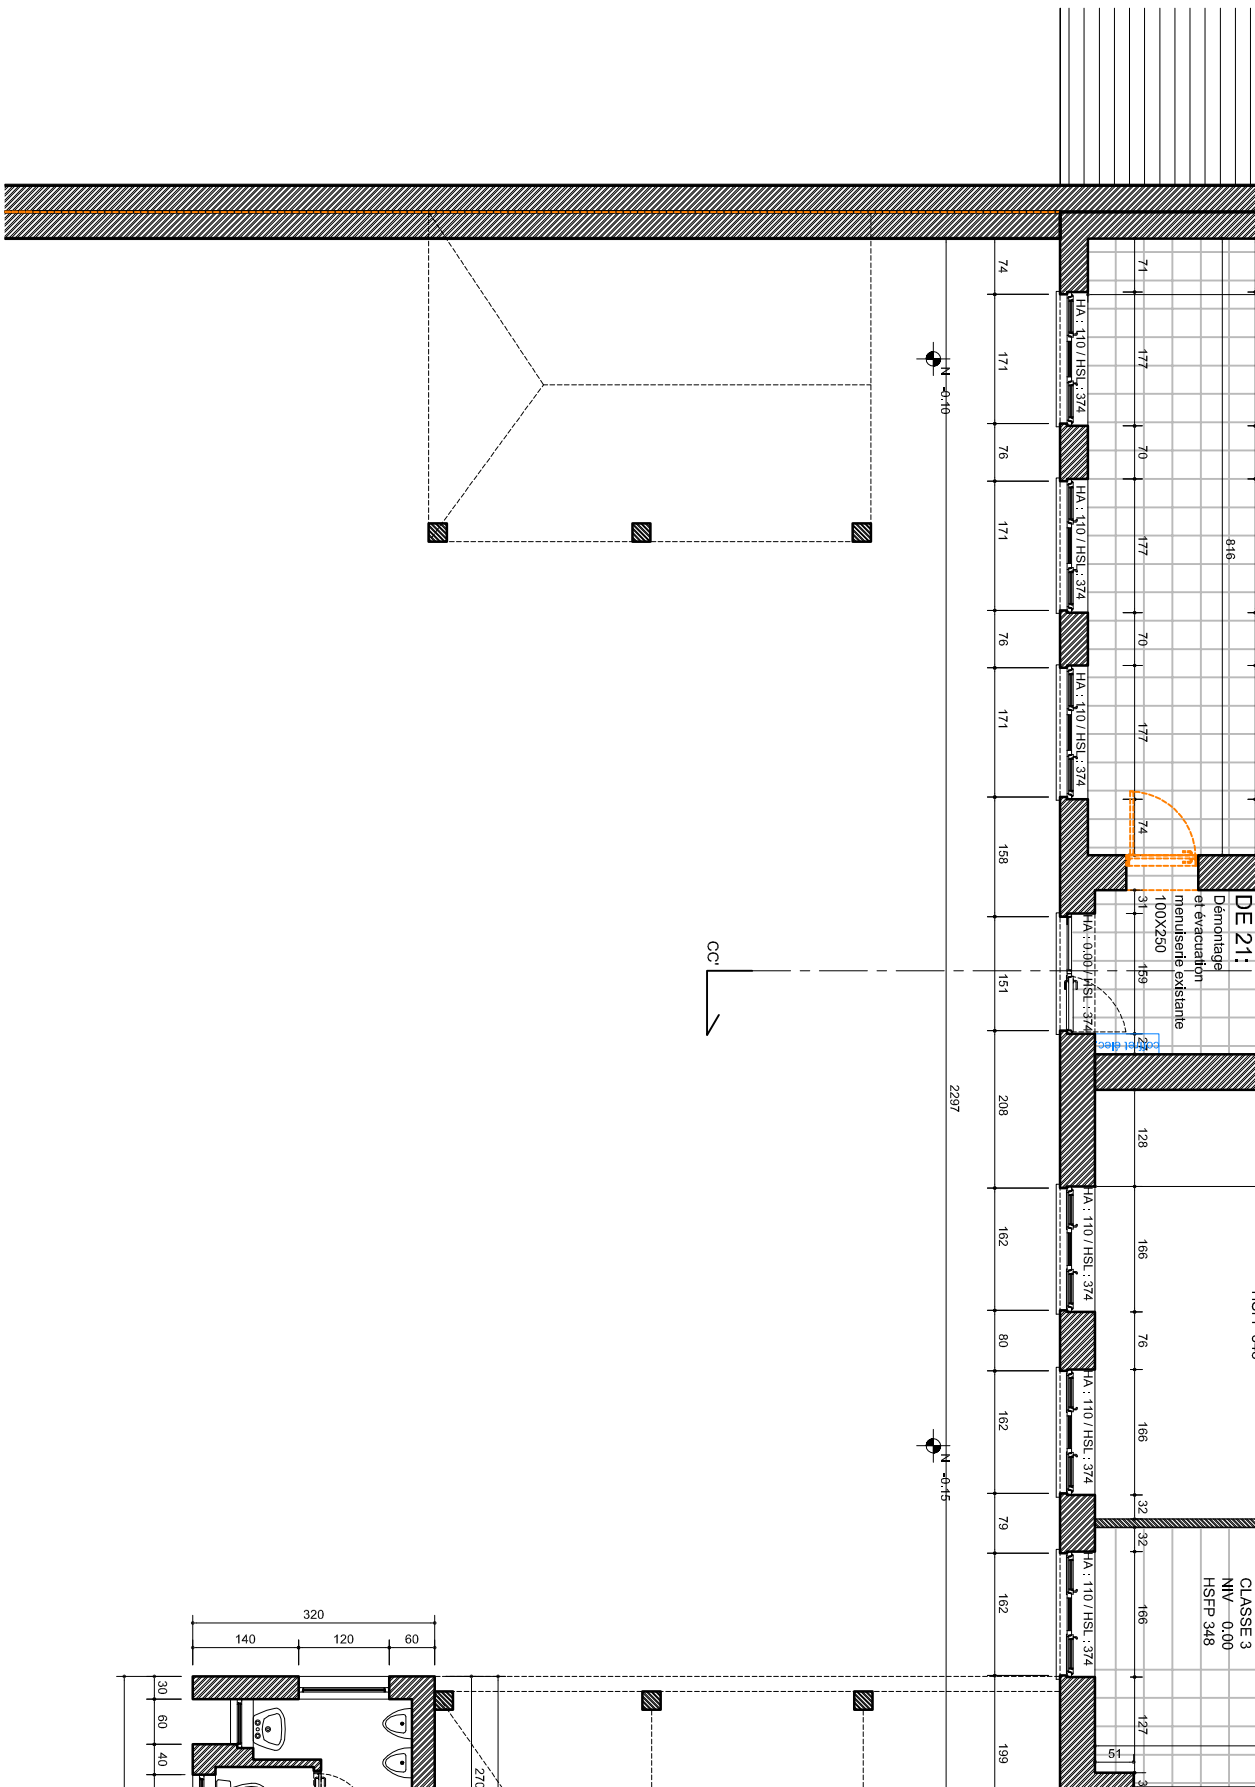 74
171
76
171
76
171
158
151
208
162
80
162
79
162
199
2297
N -0.10
N -0.15
CC'
71
177
70
177
70
177
74
816
31
159
27
128
166
76
166
32
32
166
127
51
HA : 110 / HSL : 374
HA : 110 / HSL : 374
HA : 110 / HSL : 374
HA : 0.00 / HSL : 374
HA : 110 / HSL : 374
HA : 110 / HSL : 374
HA : 110 / HSL : 374
DE 21:
Démontage
et évacuation
menuiserie existante
100X250
CLASSE 3
NIV 0.00
HSFP 348
320
140
120
60
30
60
40
270